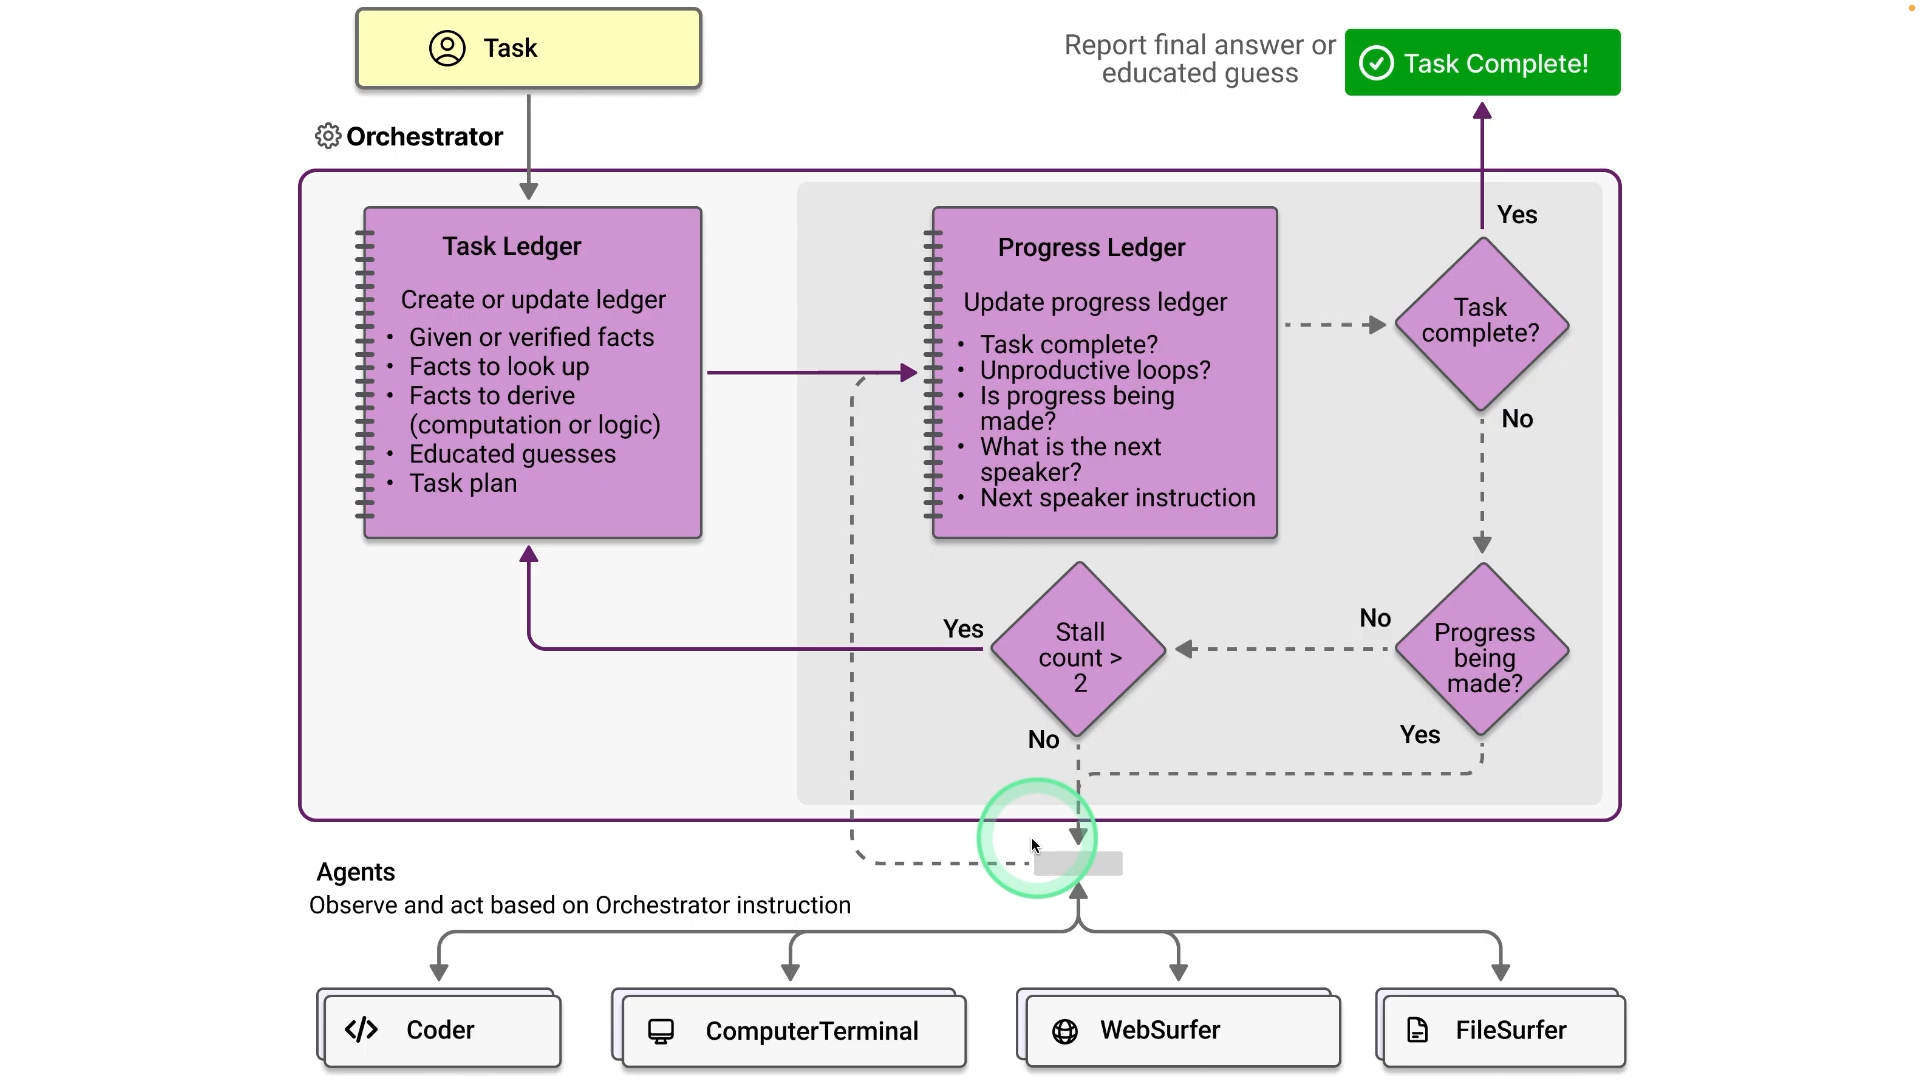 Task
Report final answer or
educated guess
Task Complete!
Orchestrator
Task Ledger
Create or update ledger
• Given or verified facts
• Facts to look up
• Facts to derive
(computation or logic)
• Educated guesses
• Task plan
Progress Ledger
Update progress ledger
• Task complete?
• Unproductive loops?
• Is progress being
made?
• What is the next
speaker?
• Next speaker instruction
Yes
Task
complete?
No
Progress
being
made?
No
Yes
Stall
count >
2
Yes
No
Agents
Observe and act based on Orchestrator instruction
Coder
ComputerTerminal
WebSurfer
FileSurfer